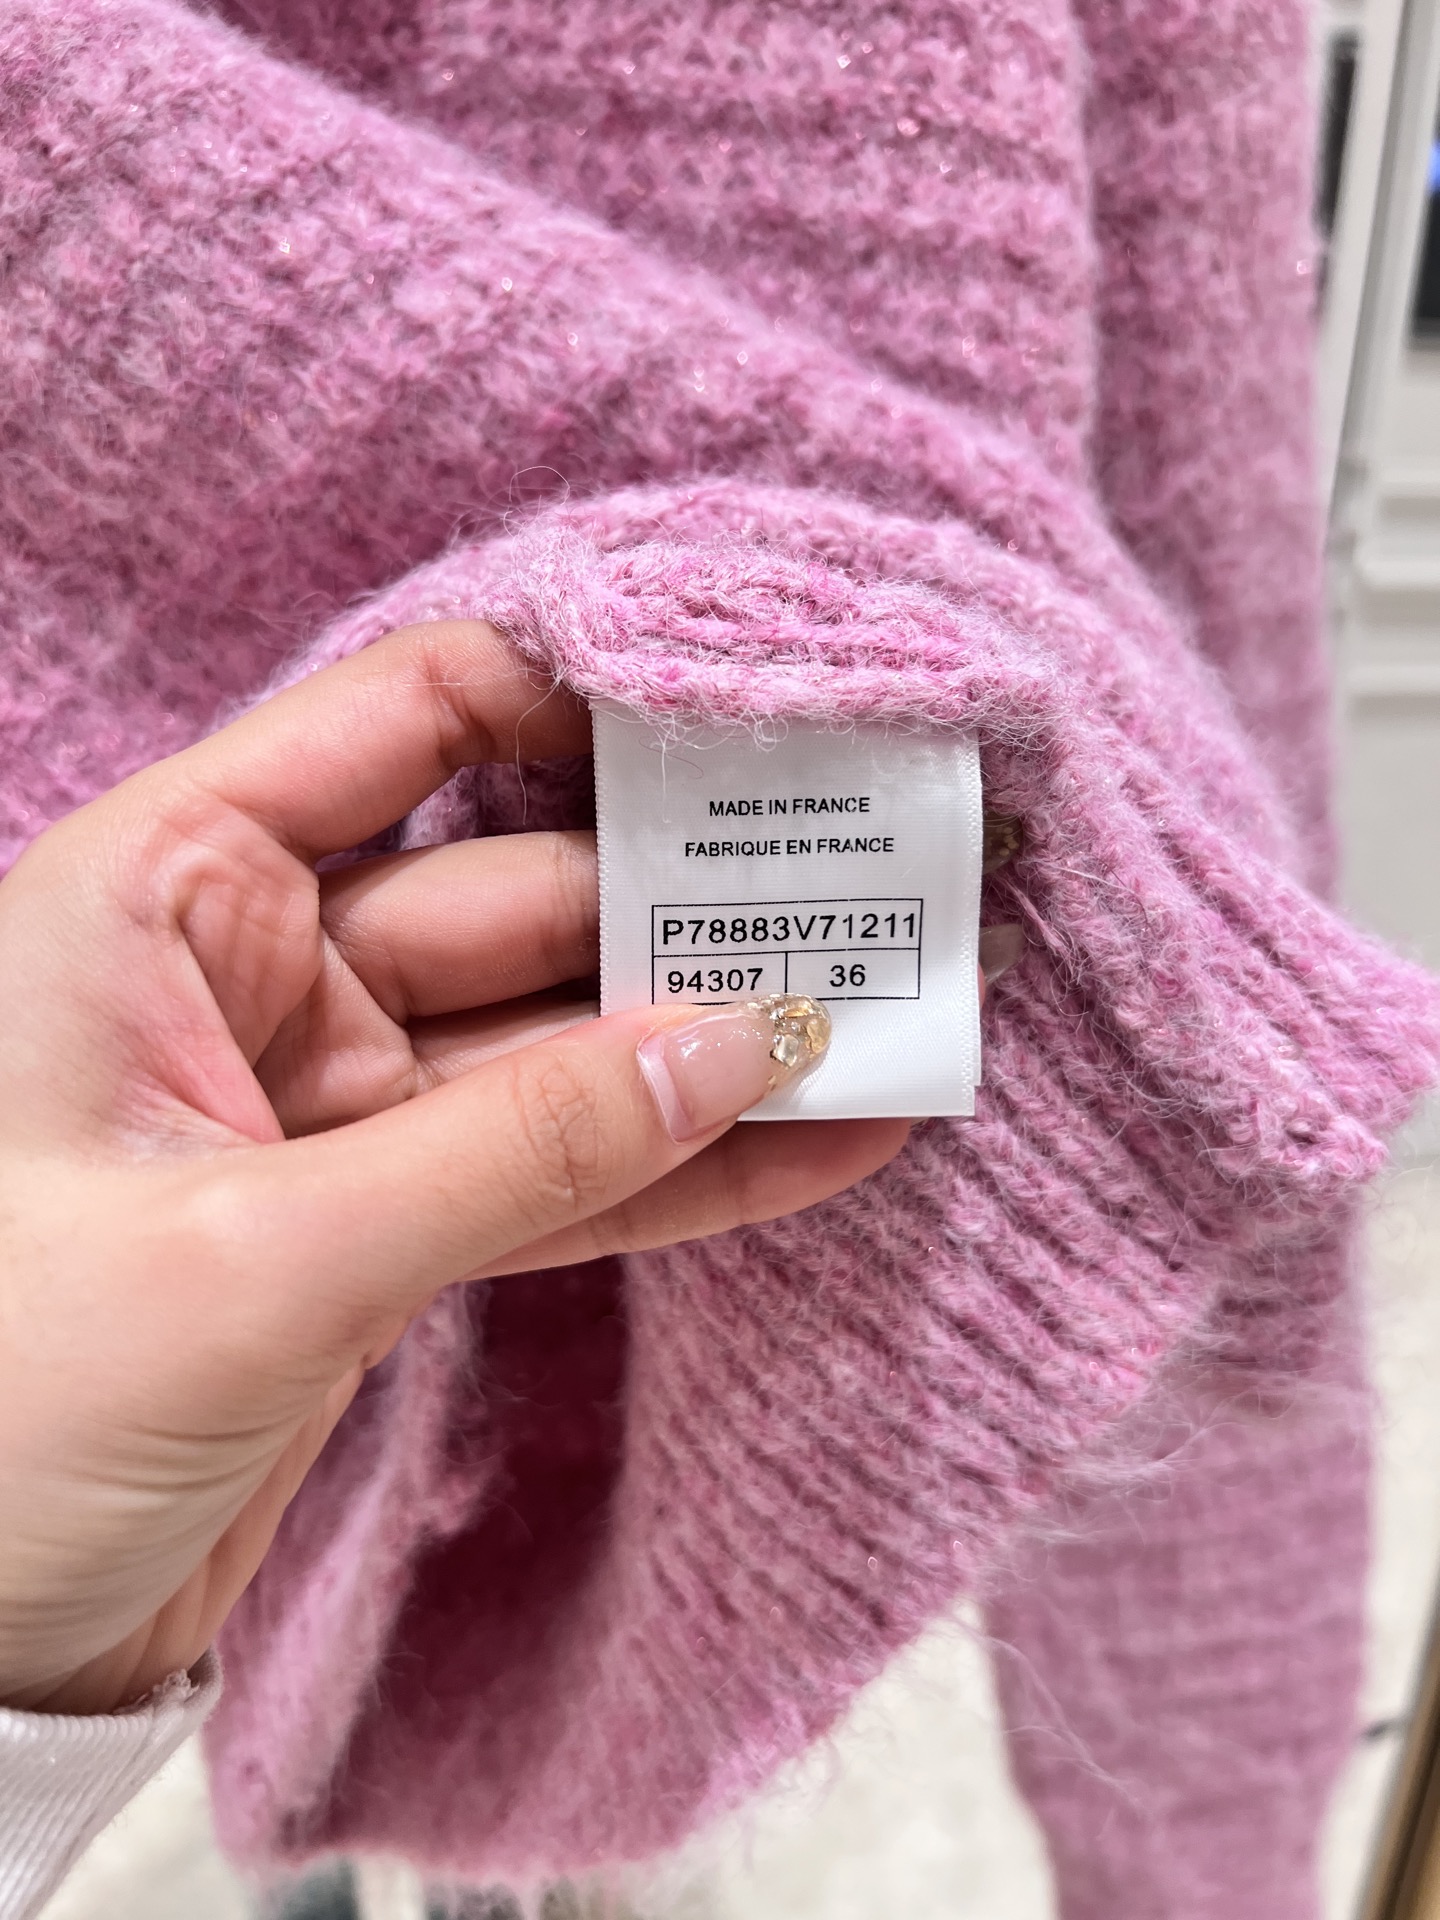 MADE IN FRANCE
FABRIQUE EN FRANCE
P78883V71211
94307 36